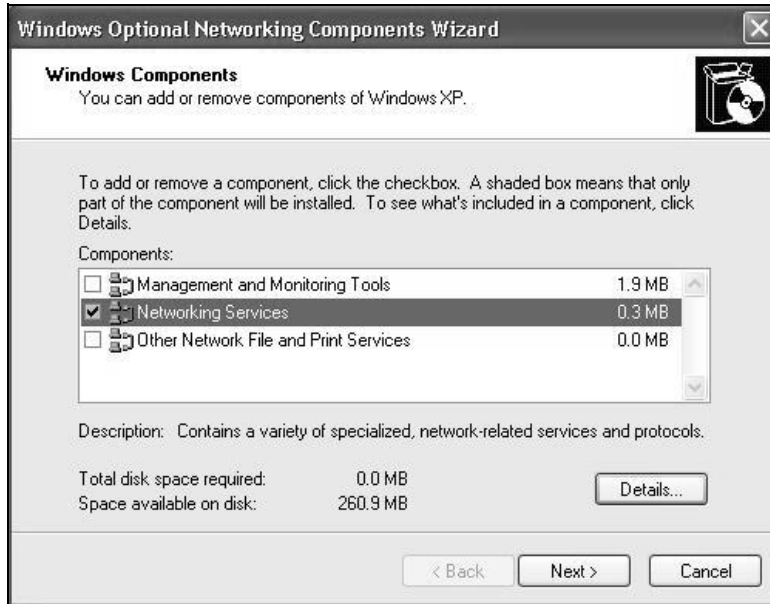 Windows Optional Networking Components Wizard
Windows Components
You can add or remove components of Windows XP.
To add or remove a component, click the checkbox. A shaded box means that only
part of the component will be installed. To see what's included in a component, click
Details.
Components:
Management and Monitoring Tools 1.9 MB
Networking Services 0.3 MB
Other Network File and Print Services 0.0 MB
Description: Contains a variety of specialized, network-related services and protocols.
Total disk space required: 0.0 MB
Space available on disk: 260.9 MB
Details...
< Back Next > Cancel